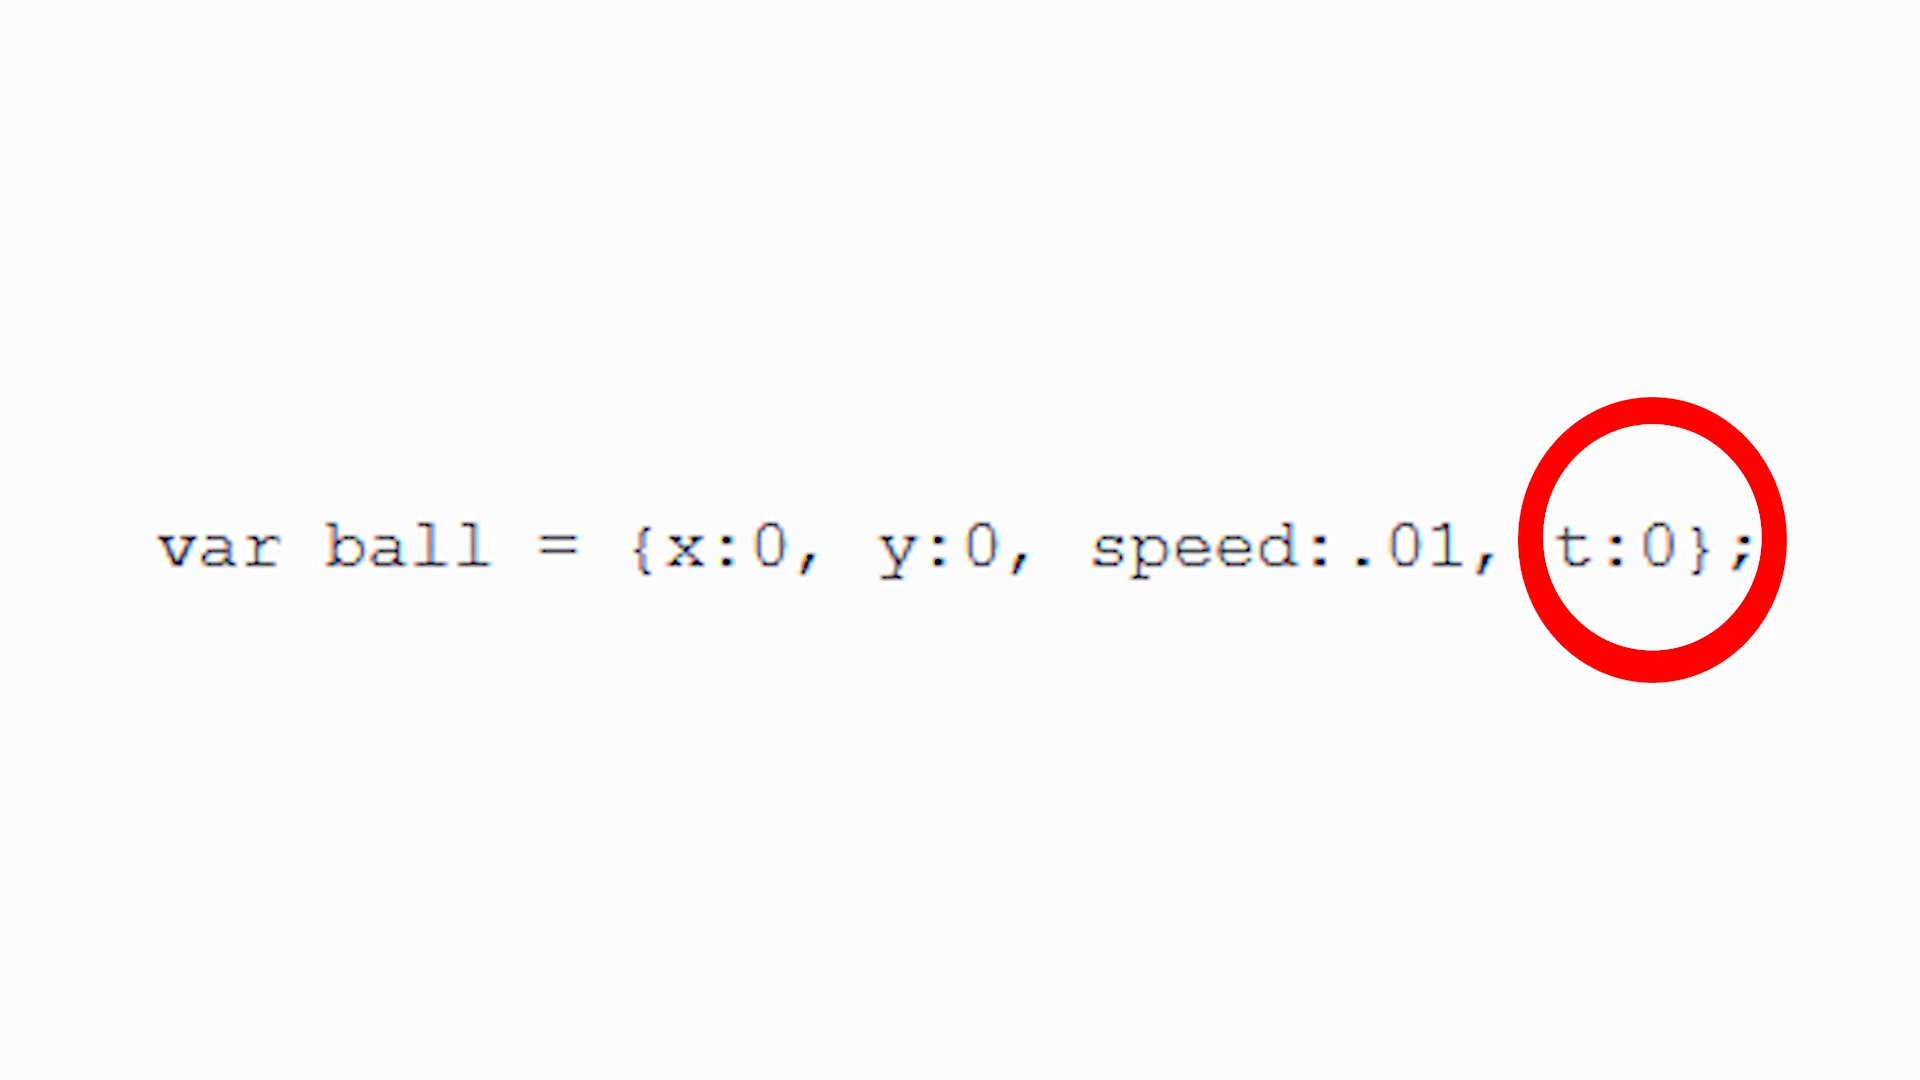 var ball = {x:0, y:0, speed:.01, t:0};